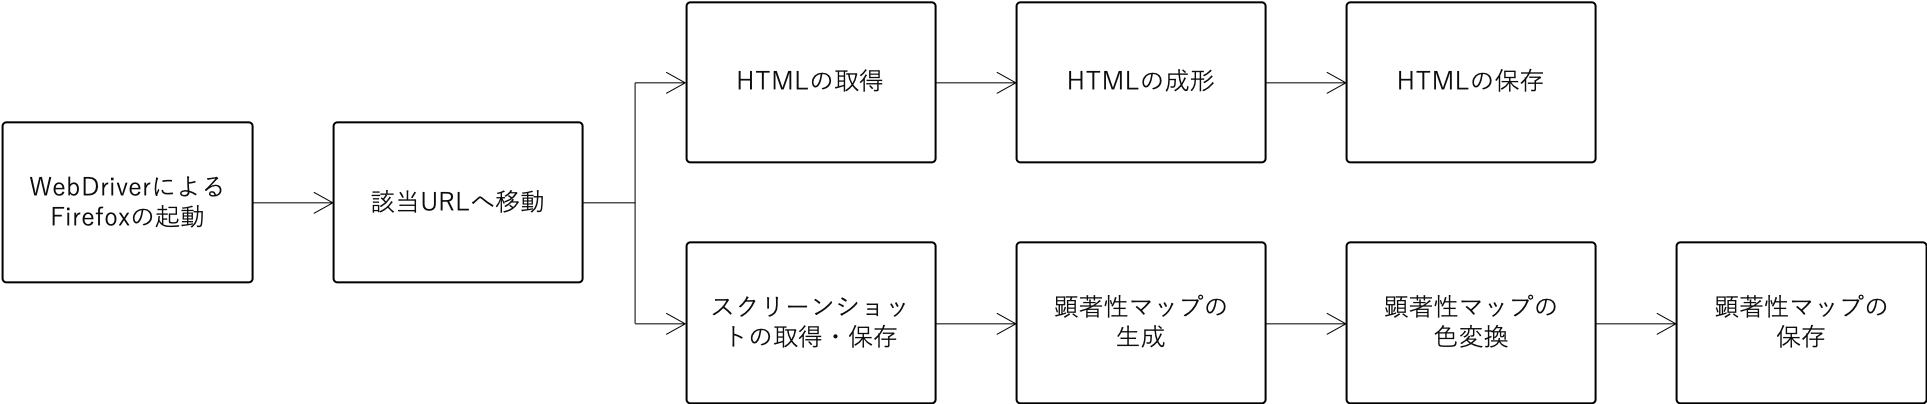 WebDriverによる
Firefoxの起動
該当URLへ移動
HTMLの取得
HTMLの成形
HTMLの保存
スクリーンショッ
トの取得・保存
顕著性マップの
生成
顕著性マップの
色変換
顕著性マップの
保存